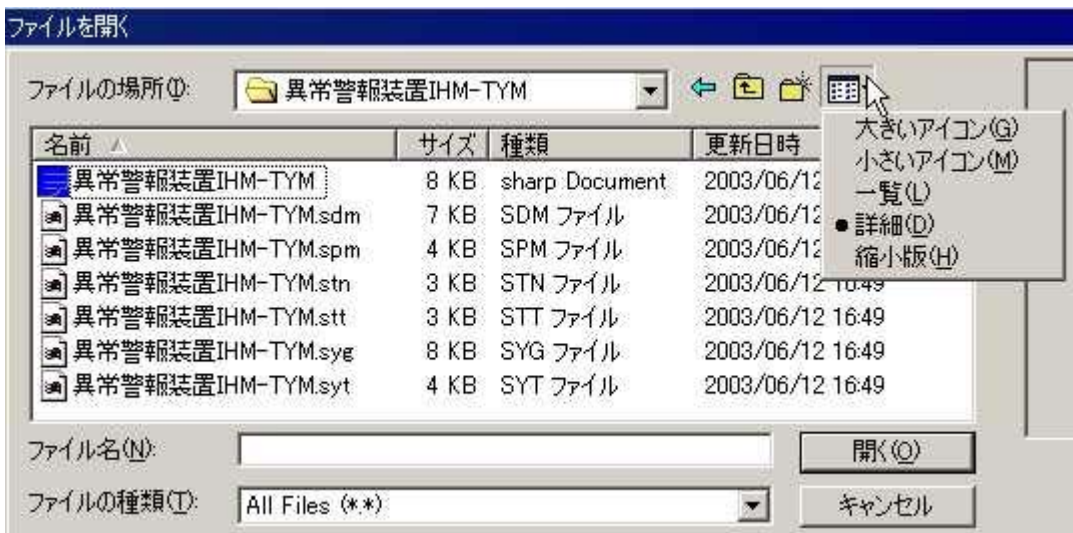 ファイルを開く
ファイルの場所(I):
異常警報装置IHM-TYM
大きいアイコン(G)
小さいアイコン(M)
一覧(L)
詳細(D)
縮小版(H)
名前 サイズ 種類 更新日時
異常警報装置IHM-TYM 8 KB sharp Document 2003/06/12
異常警報装置IHM-TYM.sdm 7 KB SDM ファイル 2003/06/12
異常警報装置IHM-TYM.spm 4 KB SPM ファイル 2003/06/12
異常警報装置IHM-TYM.stn 3 KB STN ファイル 2003/06/12 16:49
異常警報装置IHM-TYM.stt 3 KB STT ファイル 2003/06/12 16:49
異常警報装置IHM-TYM.syg 8 KB SYG ファイル 2003/06/12 16:49
異常警報装置IHM-TYM.syt 4 KB SYT ファイル 2003/06/12 16:49
ファイル名(N):
開く(O)
ファイルの種類(T): All Files (*.*)
キャンセル